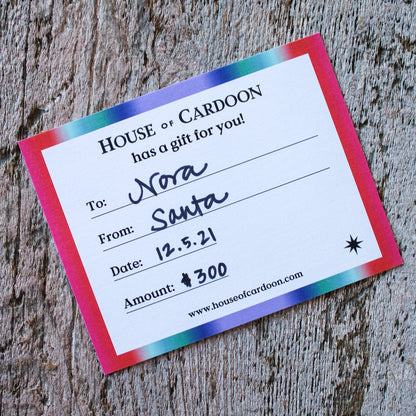 HOUSE OF CARDOON
has a gift for you!
To: Nora
From: Santa
Date: 12.5.21
Amount: $300
www.houseofcardoon.com